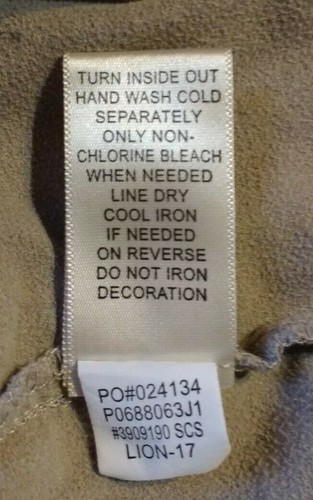 TURN INSIDE OUT
HAND WASH COLD
SEPARATELY
ONLY NON-
CHLORINE BLEACH
WHEN NEEDED
LINE DRY
COOL IRON
IF NEEDED
ON REVERSE
DO NOT IRON
DECORATION
PO#024134
P0688063J1
#3909190 SCS
LION-17